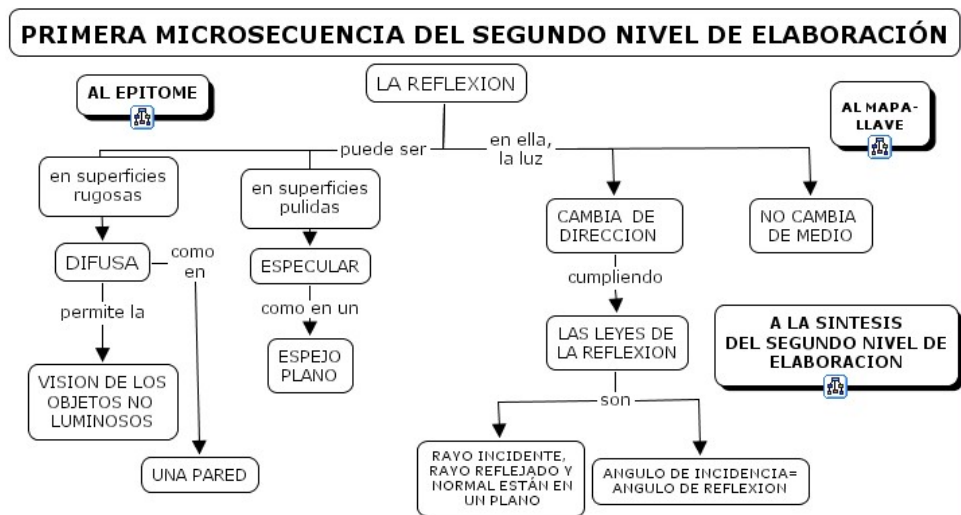 PRIMERA MICROSECUENCIA DEL SEGUNDO NIVEL DE ELABORACIÓN
AL EPITOME
LA REFLEXION
AL MAPA-
LLAVE
puede ser
en ella,
la luz
en superficies
rugosas
en superficies
pulidas
CAMBIA DE
DIRECCION
NO CAMBIA
DE MEDIO
DIFUSA
como
en
ESPECULAR
cumpliendo
permite la
como en un
LAS LEYES DE
LA REFLEXION
A LA SINTESIS
DEL SEGUNDO NIVEL DE
ELABORACION
ESPEJO
PLANO
VISION DE LOS
OBJETOS NO
LUMINOSOS
son
UNA PARED
RAYO INCIDENTE,
RAYO REFLEJADO Y
NORMAL ESTÁN EN
UN PLANO
ANGULO DE INCIDENCIA=
ANGULO DE REFLEXION